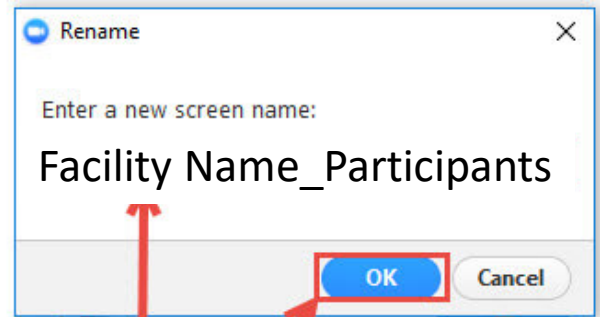 Rename
Enter a new screen name:
Facility Name_Participants
OK Cancel